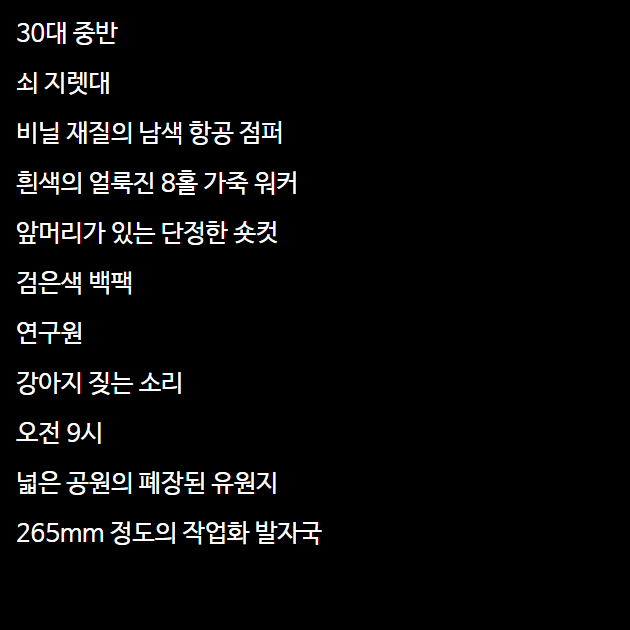 30대 중반
쇠 지렛대
비닐 재질의 남색 항공 점퍼
흰색의 얼룩진 8홀 가죽 워커
앞머리가 있는 단정한 숏컷
검은색 백팩
연구원
강아지 짖는 소리
오전 9시
넓은 공원의 폐장된 유원지
265mm 정도의 작업화 발자국